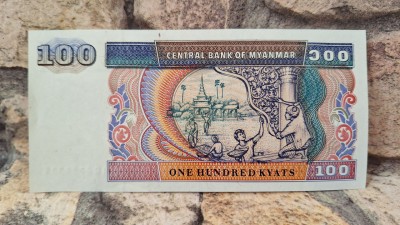 100
CENTRAL BANK OF MYANMAR
၁၀၀
ONE HUNDRED KYATS
100